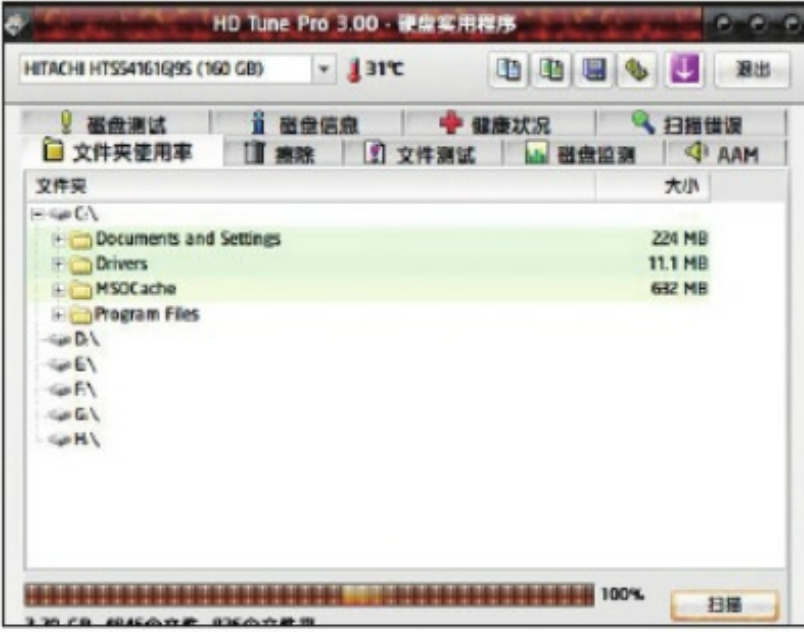 HD Tune Pro 3.00 - 硬盘实用程序
HITACHI HTS541616J9S (160 GB)
31℃
退出
磁盘测试
磁盘信息
健康状况
扫描错误
文件夹使用率
擦除
文件测试
磁盘监测
AAM
文件夹 大小
C:\
Documents and Settings 224 MB
Drivers 11.1 MB
MSOCache 632 MB
Program Files
D:\
E:\
F:\
G:\
H:\
100%
扫描